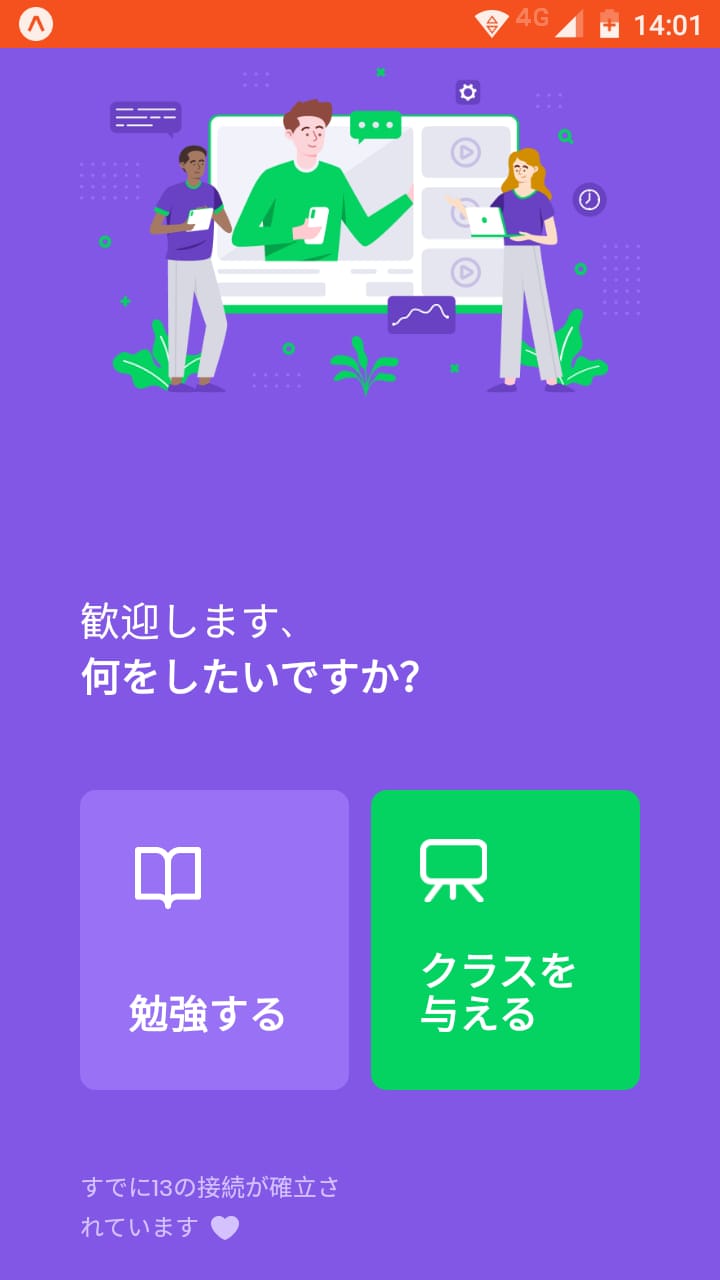 4G 14:01
歓迎します、
何をしたいですか？
勉強する
クラスを
与える
すでに13の接続が確立さ
れています